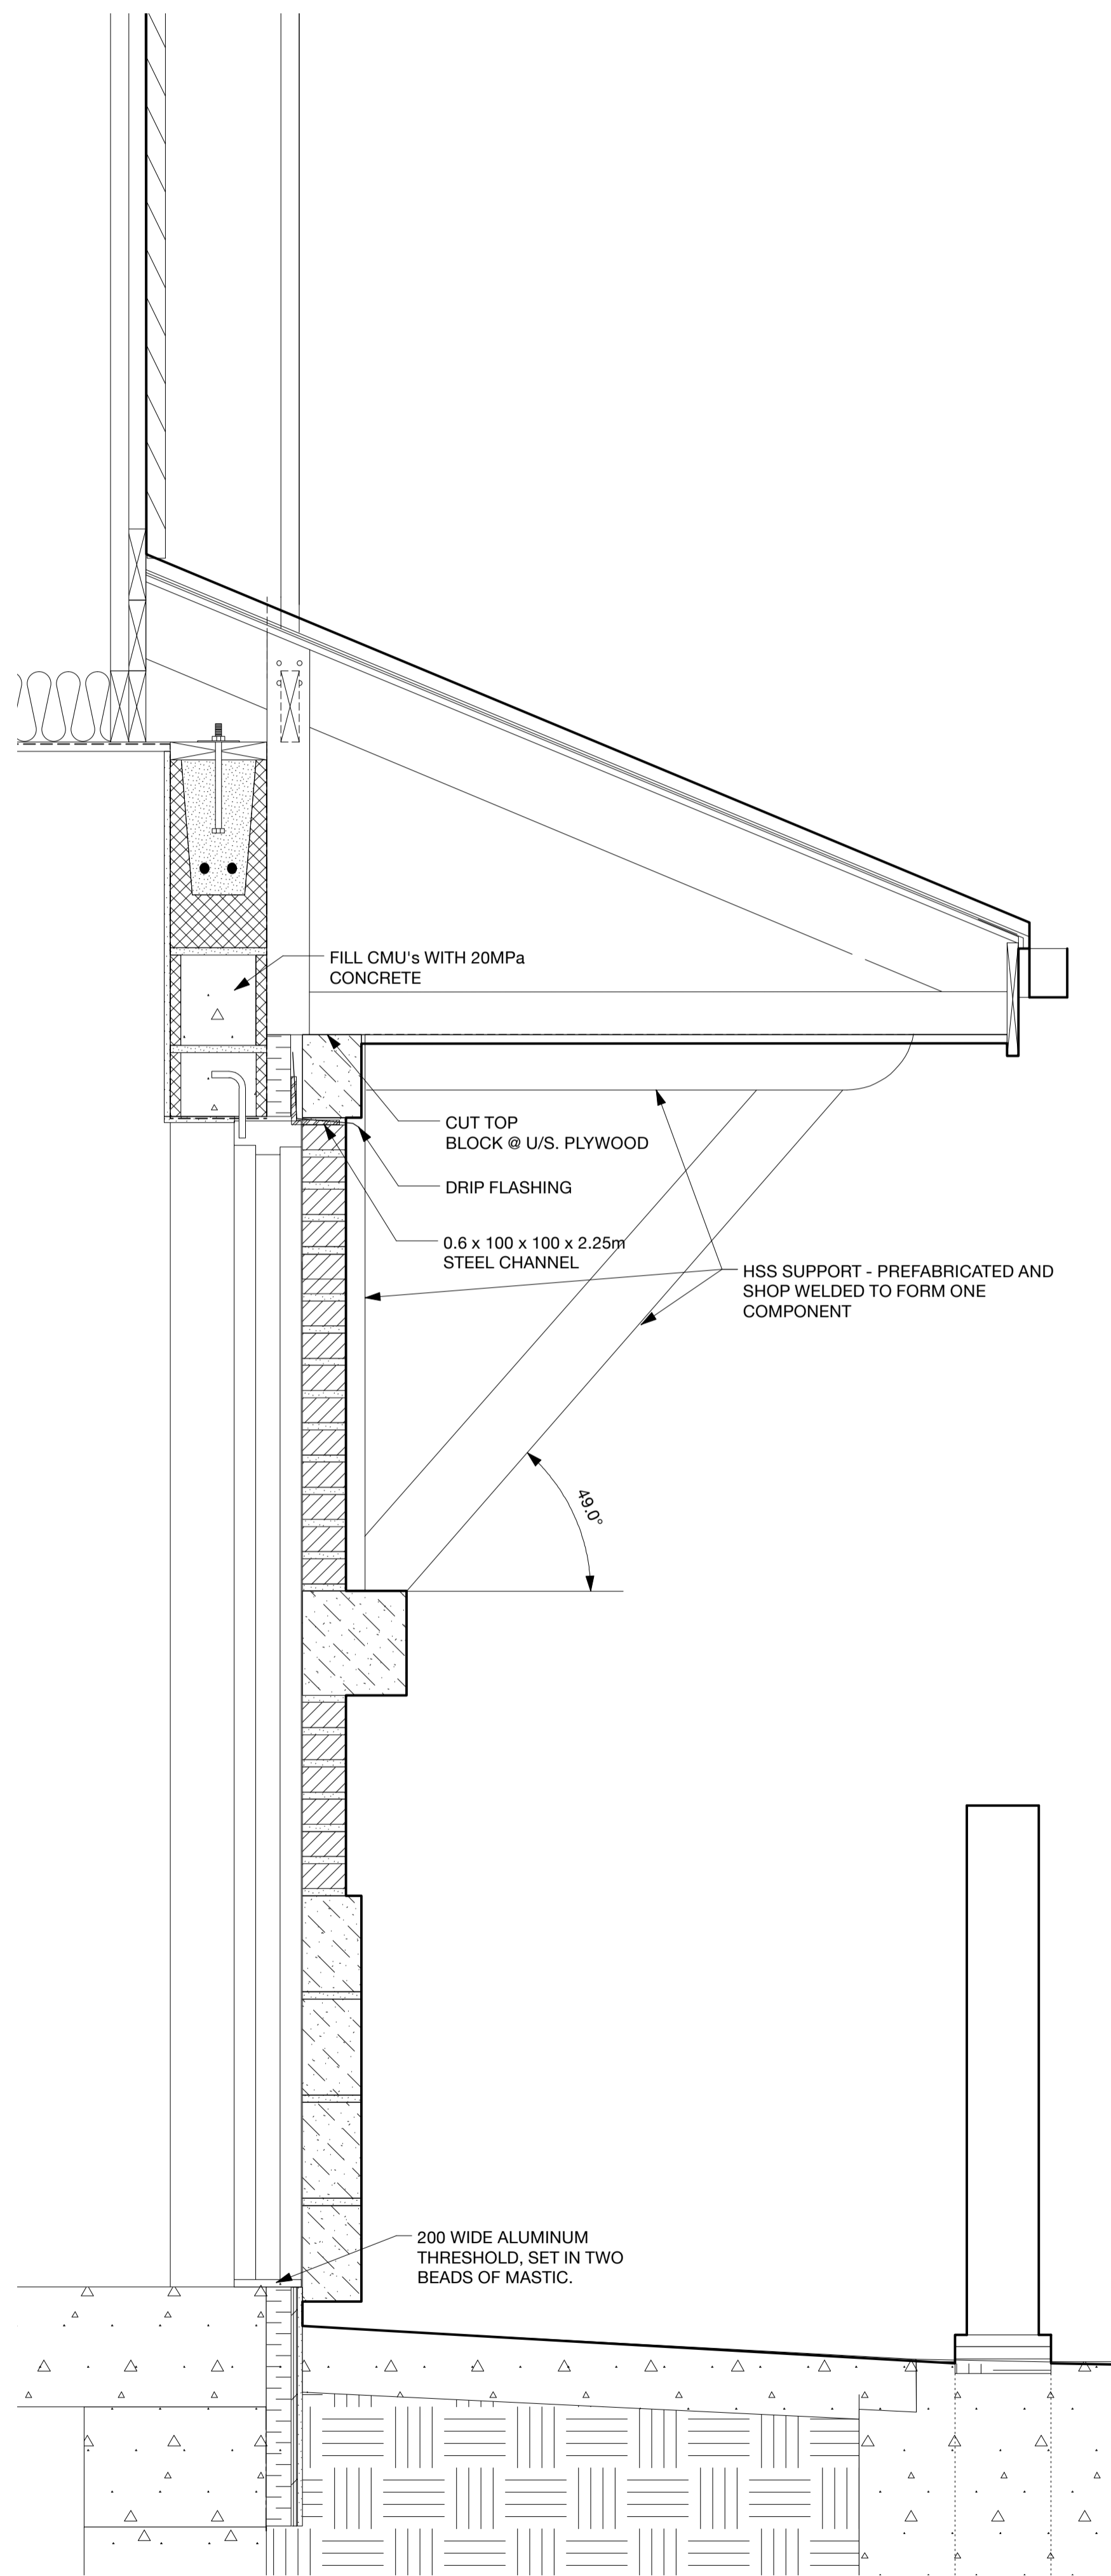 FILL CMU's WITH 20MPa
CONCRETE
CUT TOP
BLOCK @ U/S. PLYWOOD
DRIP FLASHING
0.6 x 100 x 100 x 2.25m
STEEL CHANNEL
HSS SUPPORT - PREFABRICATED AND
SHOP WELDED TO FORM ONE
COMPONENT
49.0°
200 WIDE ALUMINUM
THRESHOLD, SET IN TWO
BEADS OF MASTIC.